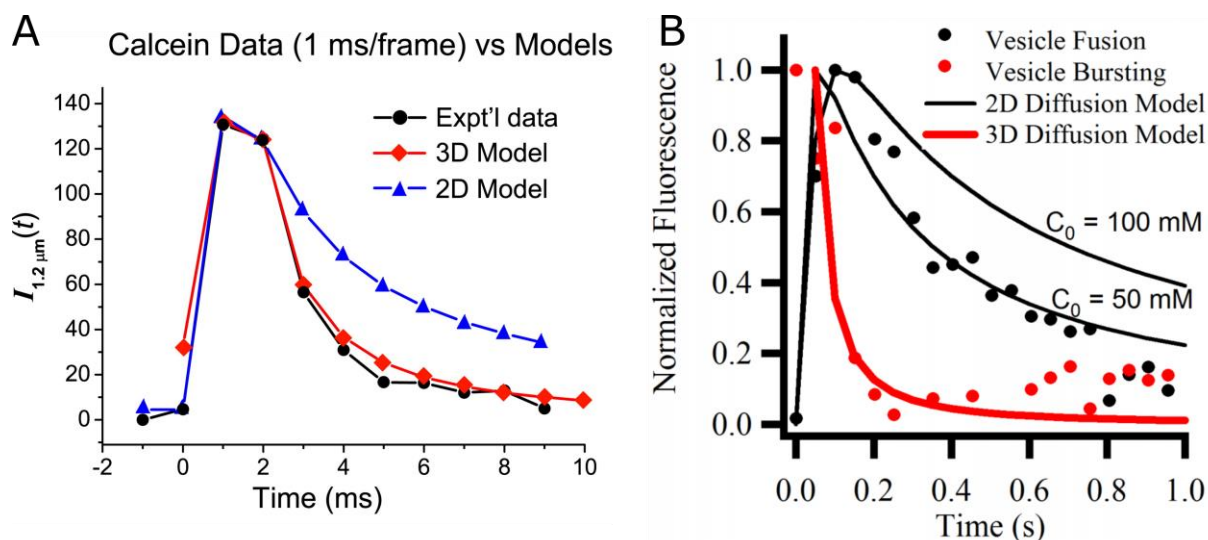 A
Calcein Data (1 ms/frame) vs Models
140
120
100
80
60
40
20
0
-2 0 2 4 6 8 10
Time (ms)
I1.2 μm(t)
Expt'l data
3D Model
2D Model
B
Vesicle Fusion
Vesicle Bursting
2D Diffusion Model
3D Diffusion Model
1.0
0.8
0.6
0.4
0.2
0.0
C0 = 100 mM
C0 = 50 mM
0.0 0.2 0.4 0.6 0.8 1.0
Time (s)
Normalized Fluorescence